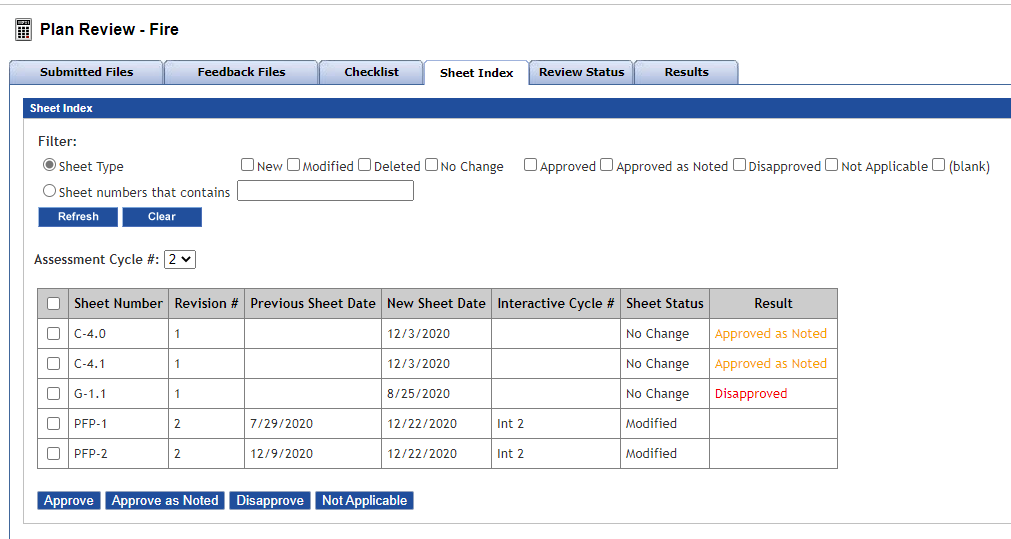 Plan Review - Fire
Submitted Files Feedback Files Checklist Sheet Index Review Status Results
Sheet Index
Filter:
Sheet Type New Modified Deleted No Change Approved Approved as Noted Disapproved Not Applicable (blank)
Sheet numbers that contains
Refresh Clear
Assessment Cycle #: 2
Sheet Number Revision # Previous Sheet Date New Sheet Date Interactive Cycle # Sheet Status Result
C-4.0 1 12/3/2020 No Change Approved as Noted
C-4.1 1 12/3/2020 No Change Approved as Noted
G-1.1 1 8/25/2020 No Change Disapproved
PFP-1 2 7/29/2020 12/22/2020 Int 2 Modified
PFP-2 2 12/9/2020 12/22/2020 Int 2 Modified
Approve Approve as Noted Disapprove Not Applicable